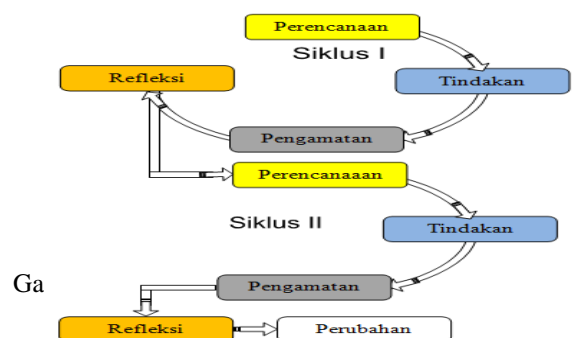 Perencanaan
Siklus I
Refleksi
Tindakan
Pengamatan
Perencanaaan
Siklus II
Tindakan
Ga
Pengamatan
Refleksi
Perubahan